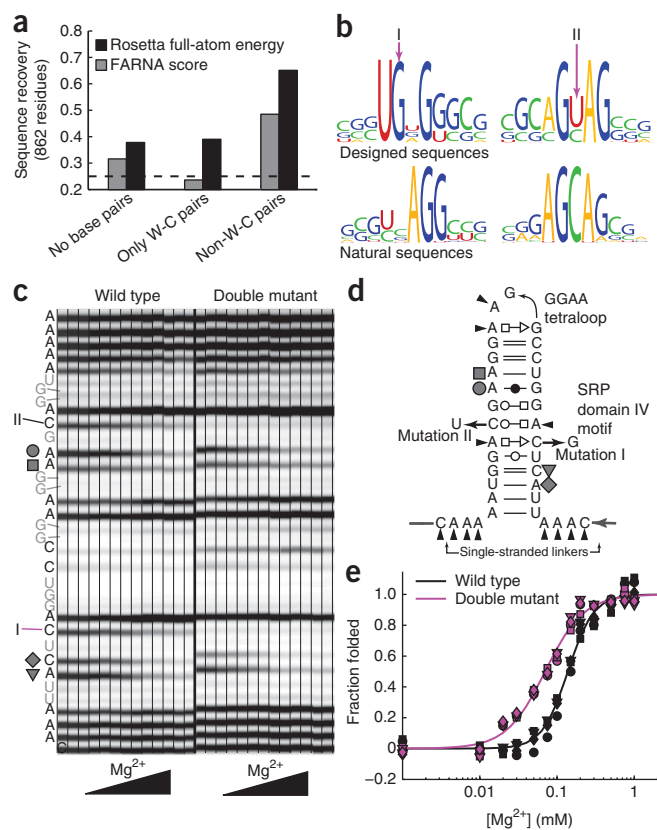 a
Rosetta full-atom energy
FARNA score
Sequence recovery
(862 residues)
0.8
0.7
0.6
0.5
0.4
0.3
0.2
No base pairs
Only W-C pairs
Non-W-C pairs
b
I
II
Designed sequences
Natural sequences
c
Wild type
Double mutant
A
A
A
A
A
U
G
G
A
II
C
G
A
A
G
G
A
A
G
G
C
C
U
G
G
A
I
C
U
C
A
U
U
A
A
A
C
Mg2+
Mg2+
d
G
A
GGAA
tetraloop
A G
G C
G C
A U
A G
C G
U C A
Mutation II
SRP
domain IV
motif
A C G
Mutation I
G U
G C
U A
A U
A U
C A A A
A A A C
Single-stranded linkers
e
Wild type
Double mutant
Fraction folded
1.0
0.8
0.6
0.4
0.2
0
−0.2
0.01
0.1
1
[Mg2+] (mM)